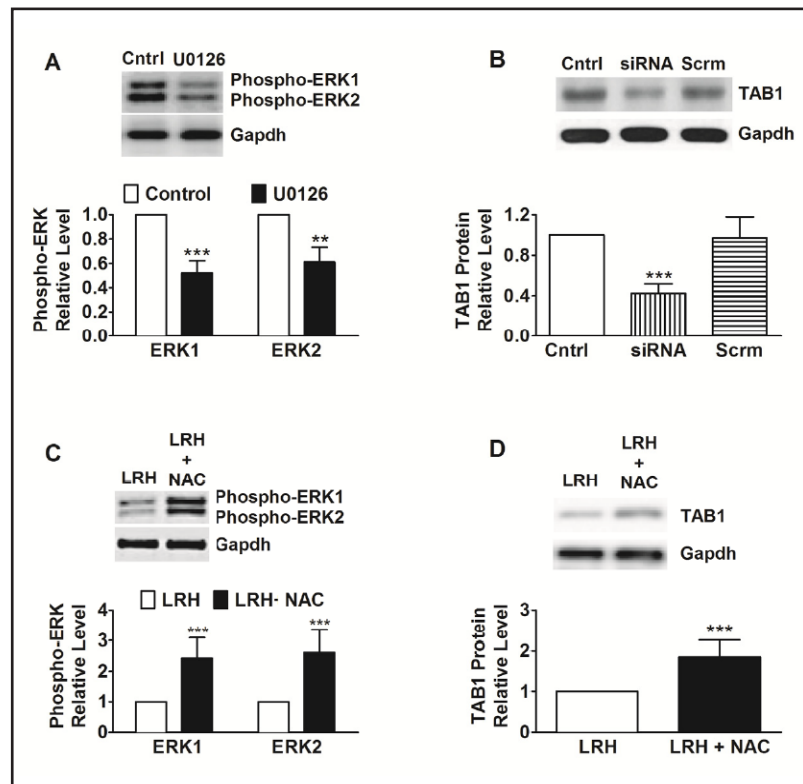 A
Cntrl U0126
Phospho-ERK1
Phospho-ERK2
Gapdh
Control U0126
Phospho-ERK
Relative Level
1.0
0.8
0.6
0.4
0.2
0.0
***
**
ERK1 ERK2
B
Cntrl siRNA Scrm
TAB1
Gapdh
TAB1 Protein
Relative Level
1.2
0.8
0.4
0.0
***
Cntrl siRNA Scrm
C
LRH
LRH
+
NAC
Phospho-ERK1
Phospho-ERK2
Gapdh
LRH LRH- NAC
Phospho-ERK
Relative Level
5
4
3
2
1
0
***
***
ERK1 ERK2
D
LRH
LRH
+
NAC
TAB1
Gapdh
TAB1 Protein
Relative Level
3
2
1
0
***
LRH LRH + NAC